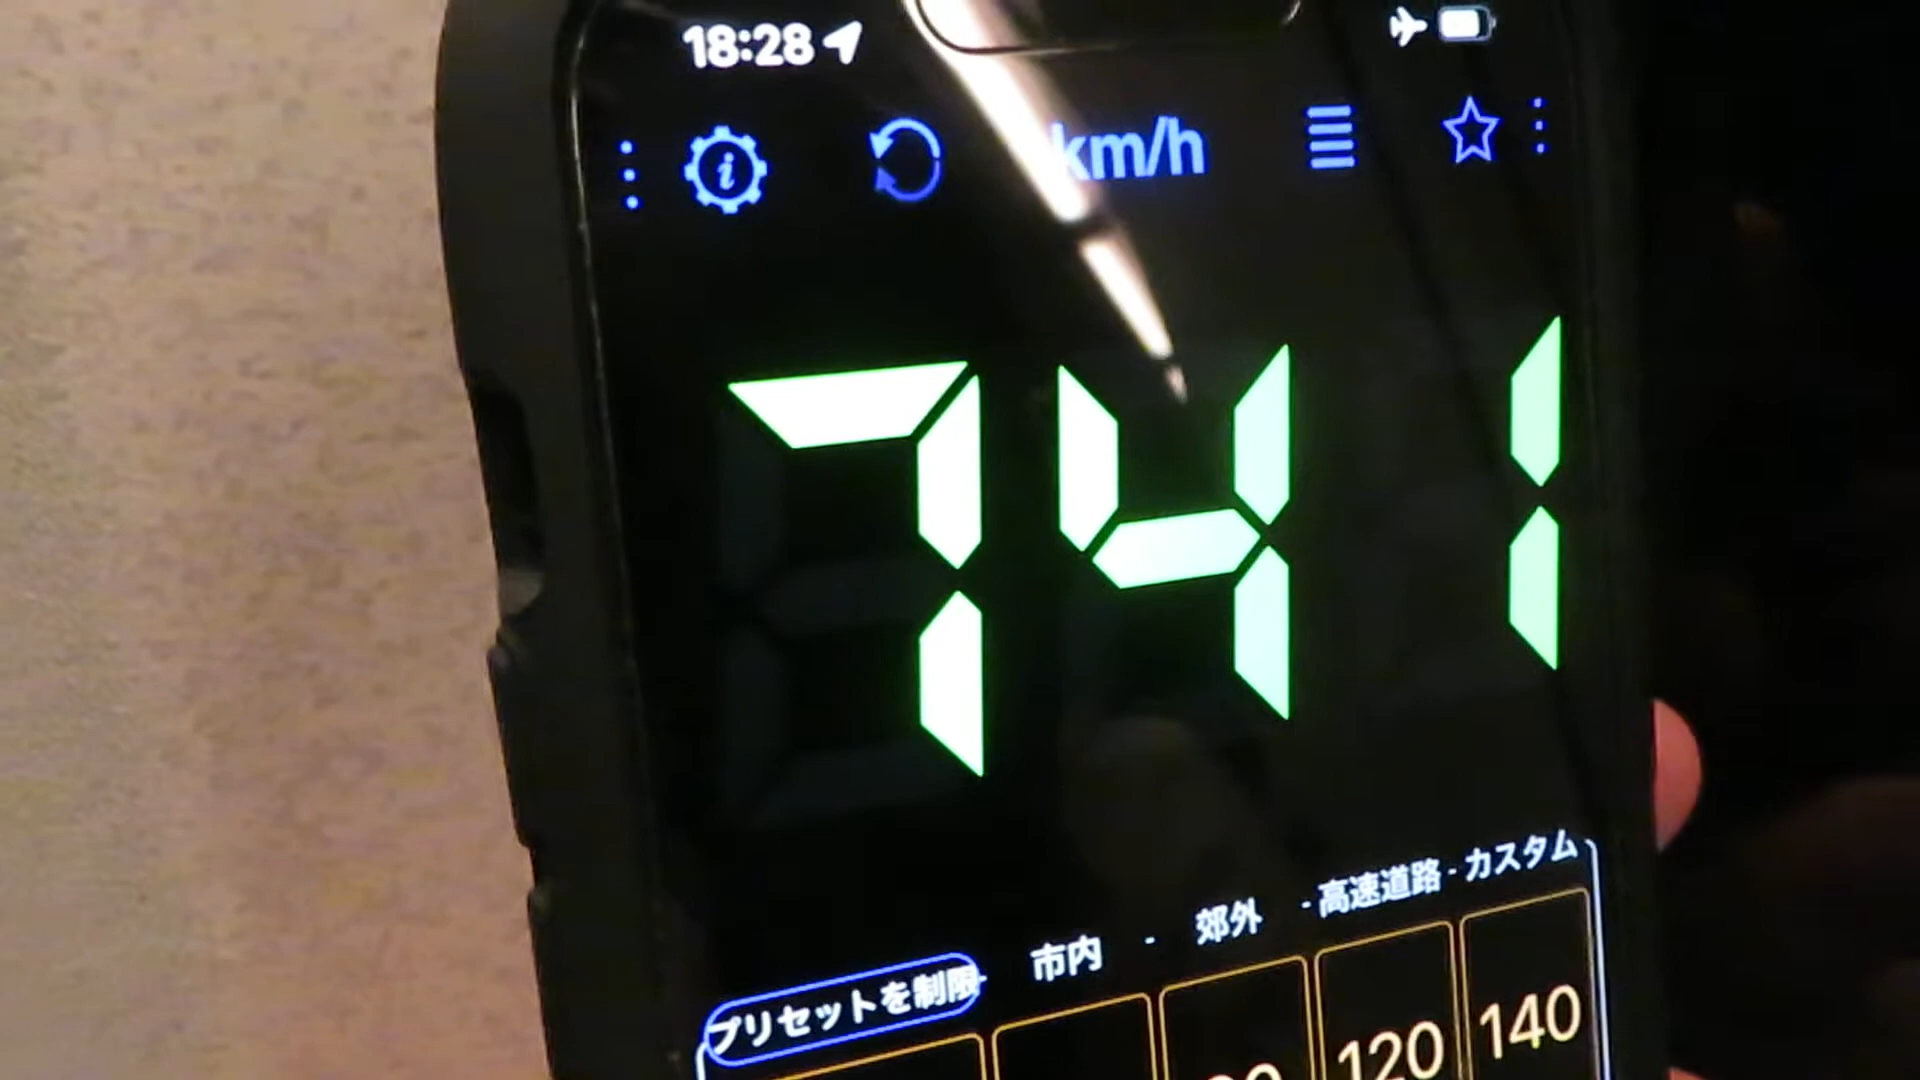 18:28
km/h
741
プリセットを制限 - 市内 - 郊外 - 高速道路 - カスタム
120 140